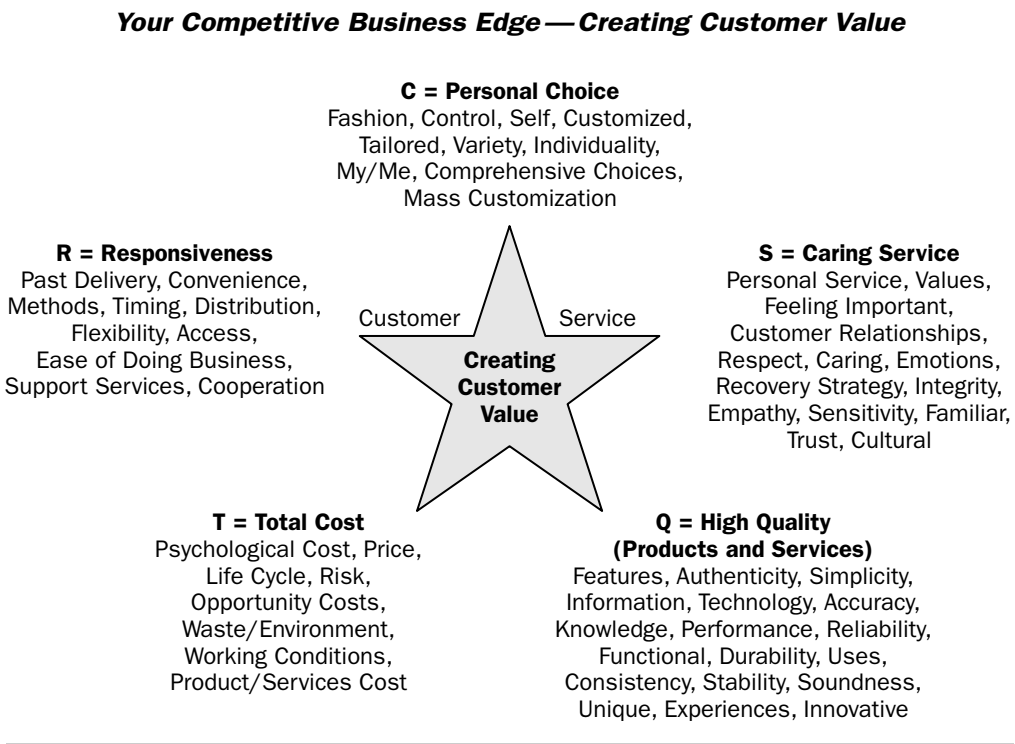 Your Competitive Business Edge—Creating Customer Value
C = Personal Choice
Fashion, Control, Self, Customized,
Tailored, Variety, Individuality,
My/Me, Comprehensive Choices,
Mass Customization
R = Responsiveness
Past Delivery, Convenience,
Methods, Timing, Distribution,
Flexibility, Access,
Ease of Doing Business,
Support Services, Cooperation
S = Caring Service
Personal Service, Values,
Feeling Important,
Customer Relationships,
Respect, Caring, Emotions,
Recovery Strategy, Integrity,
Empathy, Sensitivity, Familiar,
Trust, Cultural
Customer
Service
Creating
Customer
Value
T = Total Cost
Psychological Cost, Price,
Life Cycle, Risk,
Opportunity Costs,
Waste/Environment,
Working Conditions,
Product/Services Cost
Q = High Quality
(Products and Services)
Features, Authenticity, Simplicity,
Information, Technology, Accuracy,
Knowledge, Performance, Reliability,
Functional, Durability, Uses,
Consistency, Stability, Soundness,
Unique, Experiences, Innovative